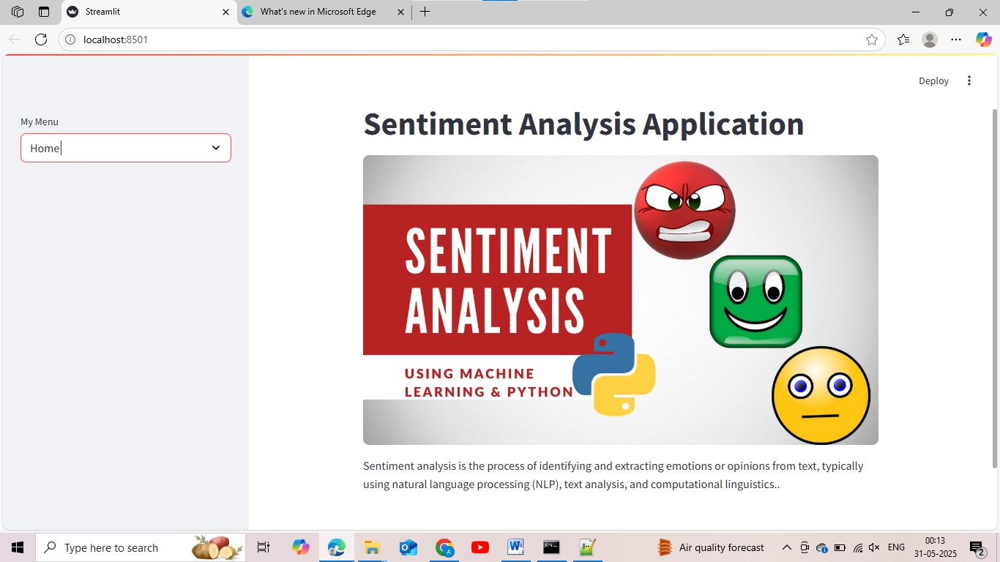 Streamlit
What's new in Microsoft Edge
localhost:8501
Deploy
My Menu
Home
Sentiment Analysis Application
SENTIMENT
ANALYSIS
USING MACHINE
LEARNING & PYTHON
Sentiment analysis is the process of identifying and extracting emotions or opinions from text, typically
using natural language processing (NLP), text analysis, and computational linguistics..
Type here to search
Air quality forecast
ENG
00:13
31-05-2025
2